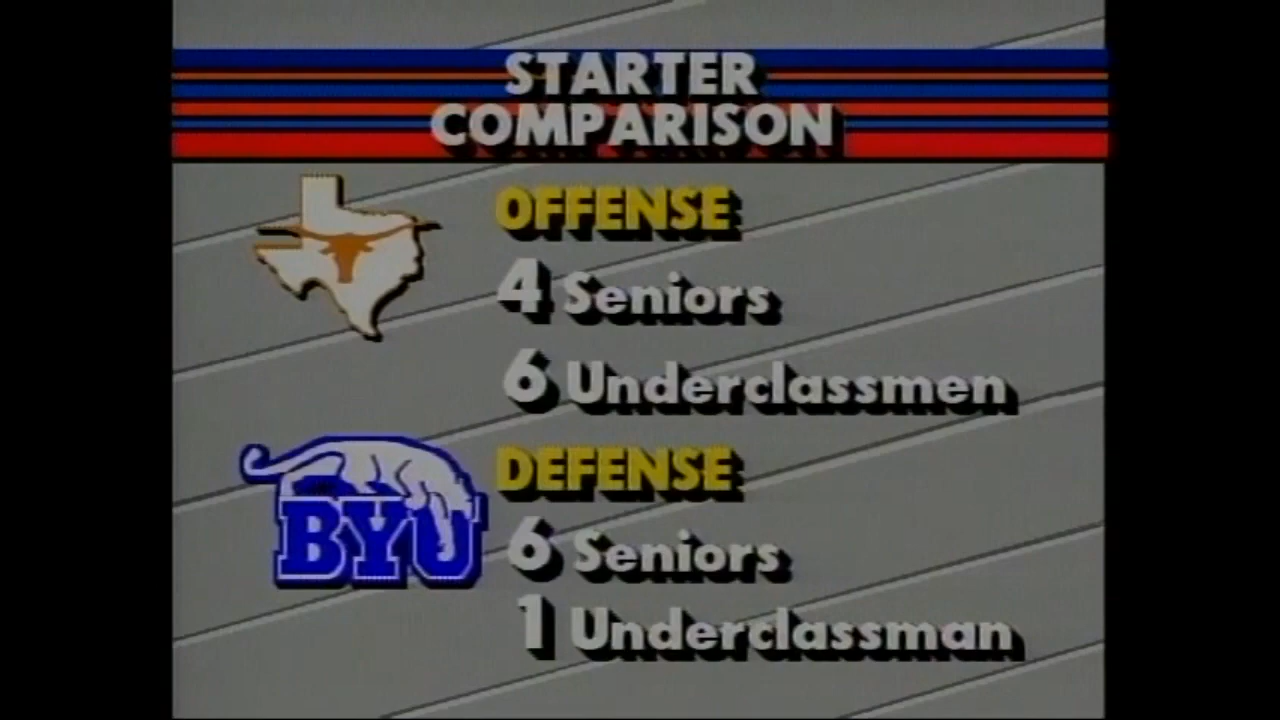 STARTER
COMPARISON
OFFENSE
4 Seniors
6 Underclassmen
BYU
DEFENSE
6 Seniors
1 Underclassman